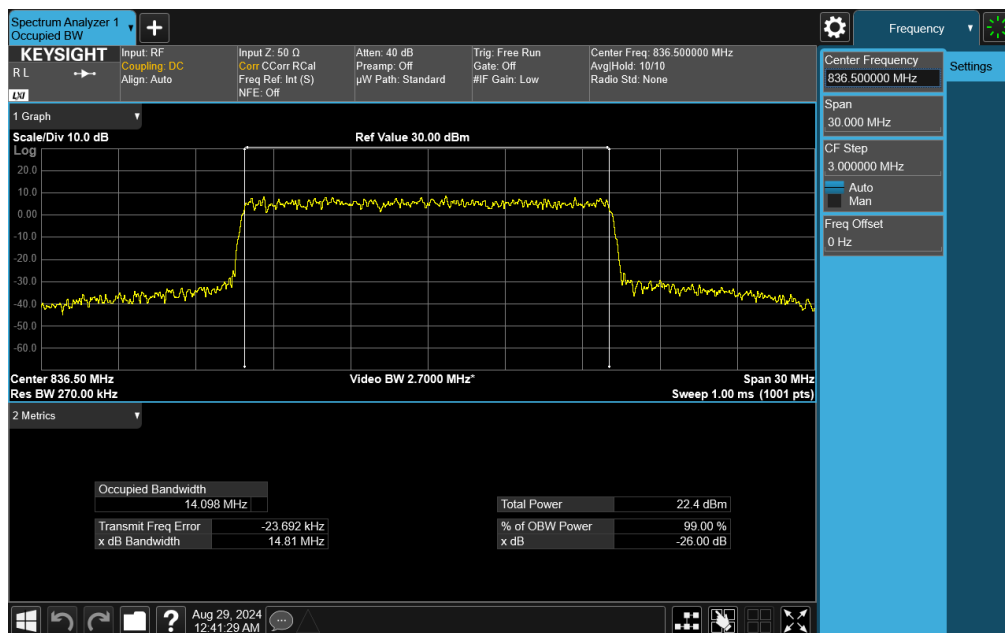 Spectrum Analyzer 1
Occupied BW
+
Frequency
KEYSIGHT
R L
LXI
Input: RF
Coupling: DC
Align: Auto
Input Z: 50 Ω
Corr CCorr RCal
Freq Ref: Int (S)
NFE: Off
Atten: 40 dB
Preamp: Off
µW Path: Standard
Trig: Free Run
Gate: Off
#IF Gain: Low
Center Freq: 836.500000 MHz
Avg|Hold: 10/10
Radio Std: None
Center Frequency
836.500000 MHz
Settings
Span
30.000 MHz
CF Step
3.000000 MHz
Auto
Man
Freq Offset
0 Hz
1 Graph
Scale/Div 10.0 dB
Ref Value 30.00 dBm
Log
20.0
10.0
0.00
-10.0
-20.0
-30.0
-40.0
-50.0
-60.0
Center 836.50 MHz
Video BW 2.7000 MHz*
Span 30 MHz
Res BW 270.00 kHz
Sweep 1.00 ms (1001 pts)
2 Metrics
Occupied Bandwidth
14.098 MHz
Total Power 22.4 dBm
Transmit Freq Error -23.692 kHz
% of OBW Power 99.00 %
x dB Bandwidth 14.81 MHz
x dB -26.00 dB
?
Aug 29, 2024
12:41:29 AM